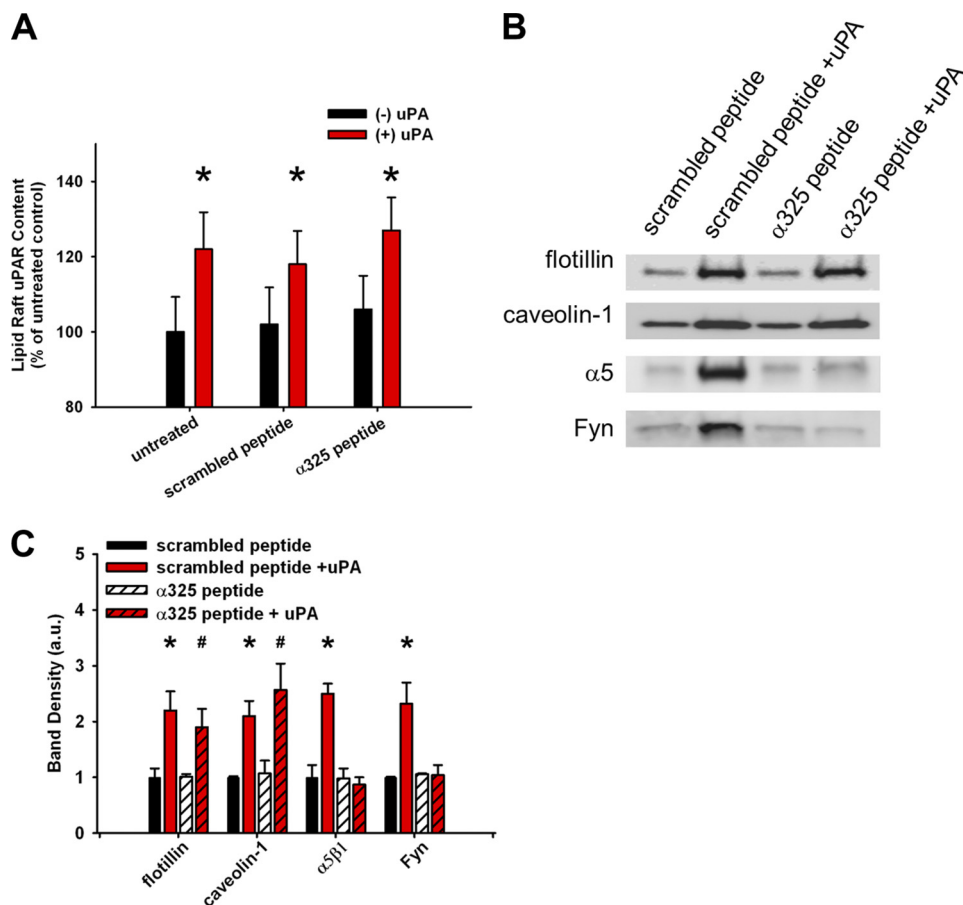 A
(-) uPA
(+) uPA
*
*
*
140
120
100
80
Lipid Raft uPAR Content
(% of untreated control)
untreated
scrambled peptide
α325 peptide
B
scrambled peptide
scrambled peptide +uPA
α325 peptide
α325 peptide +uPA
flotillin
caveolin-1
α5
Fyn
C
scrambled peptide
scrambled peptide +uPA
α325 peptide
α325 peptide + uPA
5
4
3
2
1
0
Band Density (a.u.)
* # * # * *
flotillin
caveolin-1
α5β1
Fyn